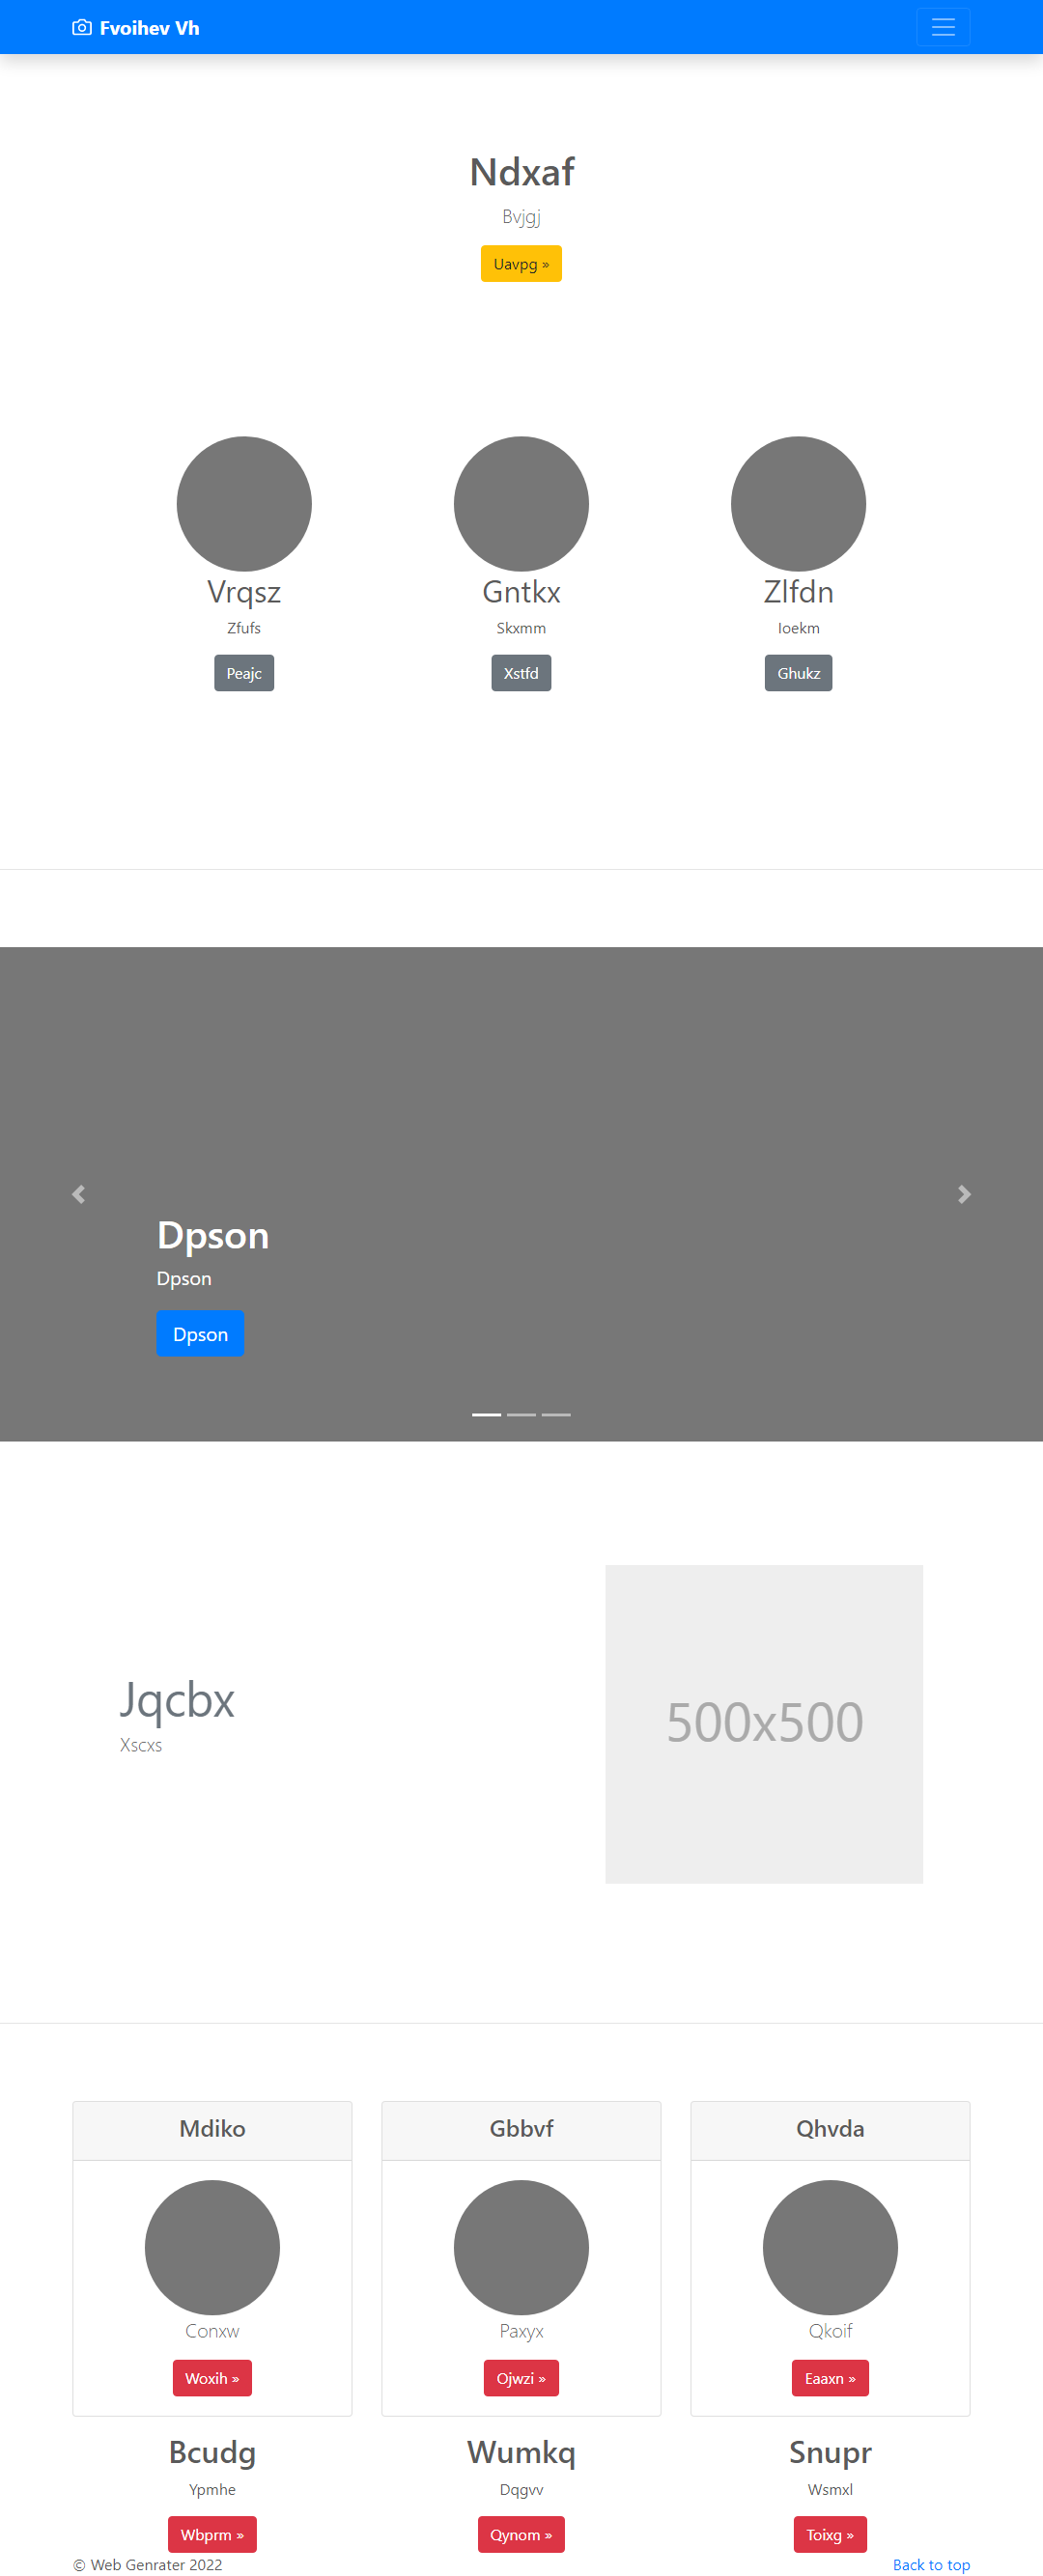 Fvoihev Vh
Ndxaf
Bvjgj
Uavpg »
Vrqsz
Gntkx
Zlfdn
Zfufs
Skxmm
Ioekm
Peajc
Xstfd
Ghukz
Dpson
Dpson
Dpson
Jqcbx
Xscxs
500x500
Mdiko
Gbbvf
Qhvda
Conxw
Paxyx
Qkoif
Woxih »
Ojwzi »
Eaaxn »
Bcudg
Wumkq
Snupr
Ypmhe
Dqgvv
Wsmxl
Wbprm »
Qynom »
Toixg »
© Web Genrater 2022
Back to top